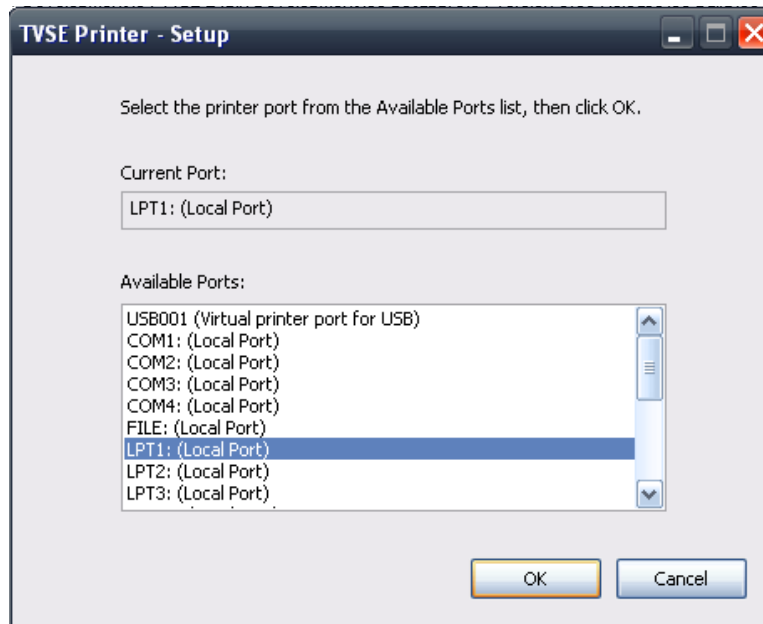 TVSE Printer - Setup
Select the printer port from the Available Ports list, then click OK.
Current Port:
LPT1: (Local Port)
Available Ports:
USB001 (Virtual printer port for USB)
COM1: (Local Port)
COM2: (Local Port)
COM3: (Local Port)
COM4: (Local Port)
FILE: (Local Port)
LPT1: (Local Port)
LPT2: (Local Port)
LPT3: (Local Port)
OK
Cancel